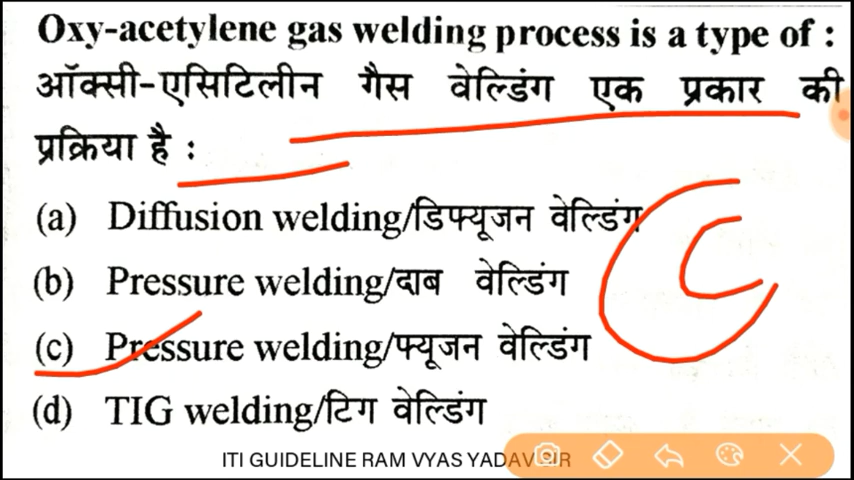 Oxy-acetylene gas welding process is a type of :
ऑक्सी-एसिटिलीन गैस वेल्डिंग एक प्रकार की
प्रक्रिया है :
(a) Diffusion welding/डिफ्यूजन वेल्डिंग
(b) Pressure welding/दाब वेल्डिंग
(c) Pressure welding/फ्यूजन वेल्डिंग
(d) TIG welding/टिग वेल्डिंग
C
ITI GUIDELINE RAM VYAS YADAV SIR